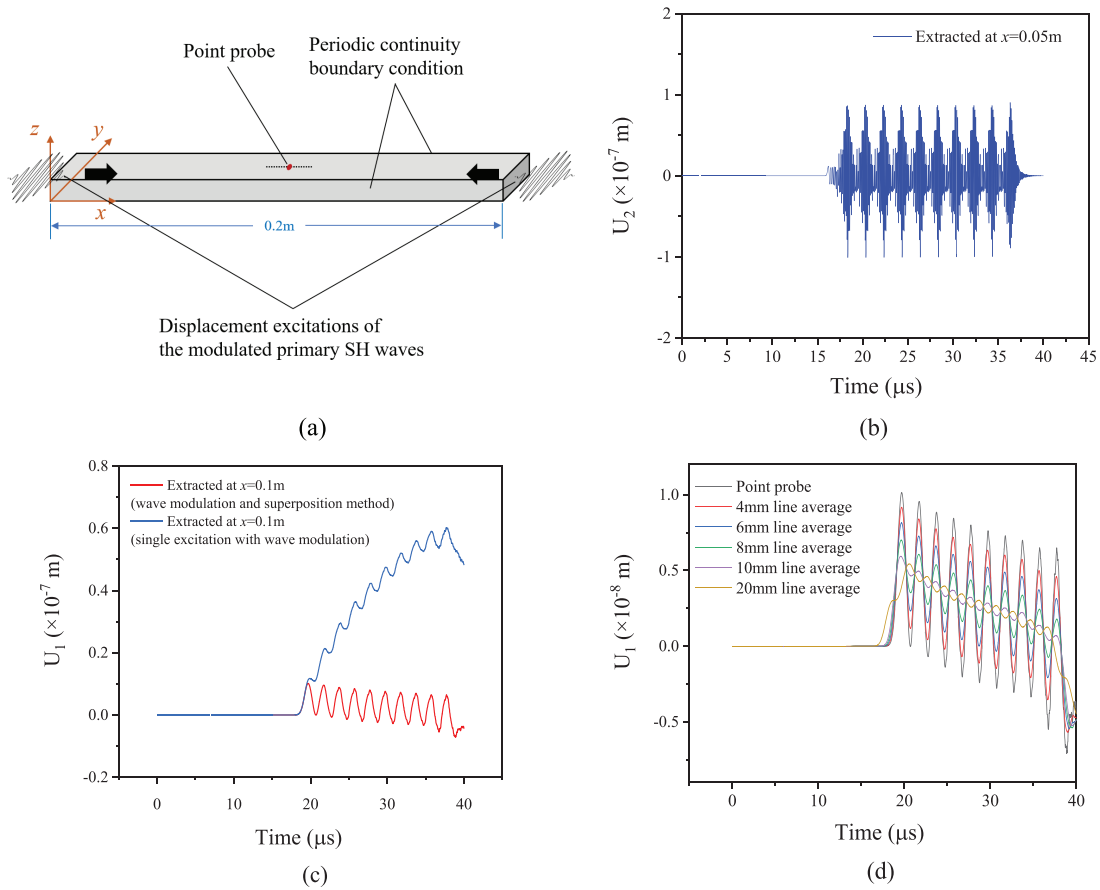 Point probe
Periodic continuity
boundary condition
z
y
x
0.2m
Displacement excitations of
the modulated primary SH waves
(a)
Extracted at x=0.05m
2
1
0
-1
-2
U2 (×10-7 m)
0 5 10 15 20 25 30 35 40 45
Time (μs)
(b)
0.8
0.6
0.4
0.2
0.0
-0.2
U1 (×10-7 m)
Extracted at x=0.1m
(wave modulation and superposition method)
Extracted at x=0.1m
(single excitation with wave modulation)
0 10 20 30 40
Time (μs)
(c)
1.0
0.5
0.0
-0.5
U1 (×10-8 m)
Point probe
4mm line average
6mm line average
8mm line average
10mm line average
20mm line average
0 10 20 30 40
Time (μs)
(d)